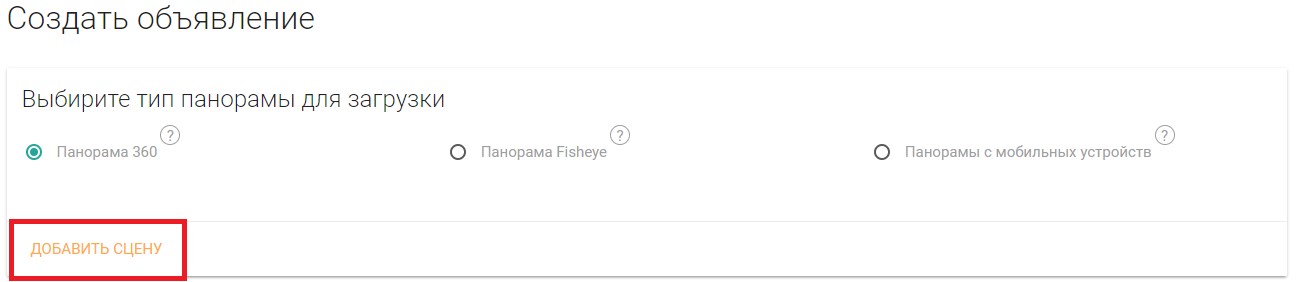 Создать объявление
Выбирите тип панорамы для загрузки
Панорама 360 ?
Панорама Fisheye ?
Панорамы с мобильных устройств ?
ДОБАВИТЬ СЦЕНУ